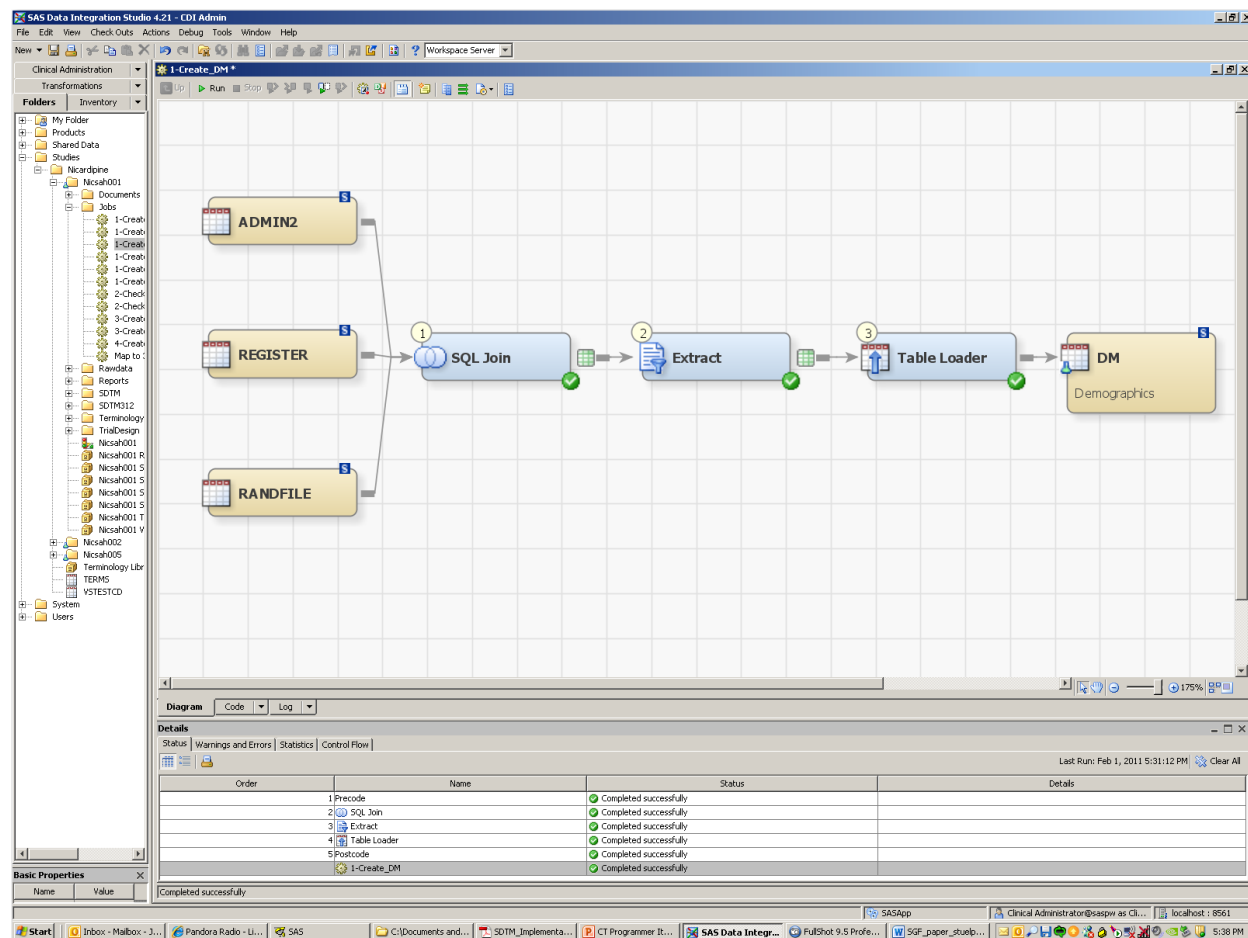 SAS Data Integration Studio 4.21 - CDI Admin
File Edit View Check Outs Actions Debug Tools Window Help
New Workspace Server
Clinical Administration
Transformations
Folders Inventory
My Folder
Products
Shared Data
Studies
Nicardipine
Nicsah001
Documents
Jobs
1-Creat
1-Creat
1-Creat
1-Creat
1-Creat
1-Creat
2-Check
2-Check
3-Creat
3-Creat
4-Creat
Map to
Rawdata
Reports
SDTM
SDTM312
Terminology
TrialDesign
Nicsah001
Nicsah001 R
Nicsah001 S
Nicsah001 S
Nicsah001 S
Nicsah001 S
Nicsah001 T
Nicsah001 V
Nicsah002
Nicsah005
Terminology Libr
TERMS
VSTESTCD
System
Users
Basic Properties
Name Value
1-Create_DM *
Up Run Stop
S
ADMIN2
S
REGISTER
S
RANDFILE
1
SQL Join
2
Extract
3
Table Loader
S
DM
Demographics
175%
Diagram Code Log
Details
Status Warnings and Errors Statistics Control Flow
Last Run: Feb 1, 2011 5:31:12 PM Clear All
Order Name Status Details
1 Precode Completed successfully
2 SQL Join Completed successfully
3 Extract Completed successfully
4 Table Loader Completed successfully
5 Postcode Completed successfully
1-Create_DM Completed successfully
Completed successfully
SASApp Clinical Administrator@saspw as Cli... localhost : 8561
Start Inbox - Mailbox - J... Pandora Radio - Li... SAS C:\Documents and... SDTM_Implementa... CT Programmer It... SAS Data Integr... FullShot 9.5 Profe... SGF_paper_stuelp... 5:38 PM